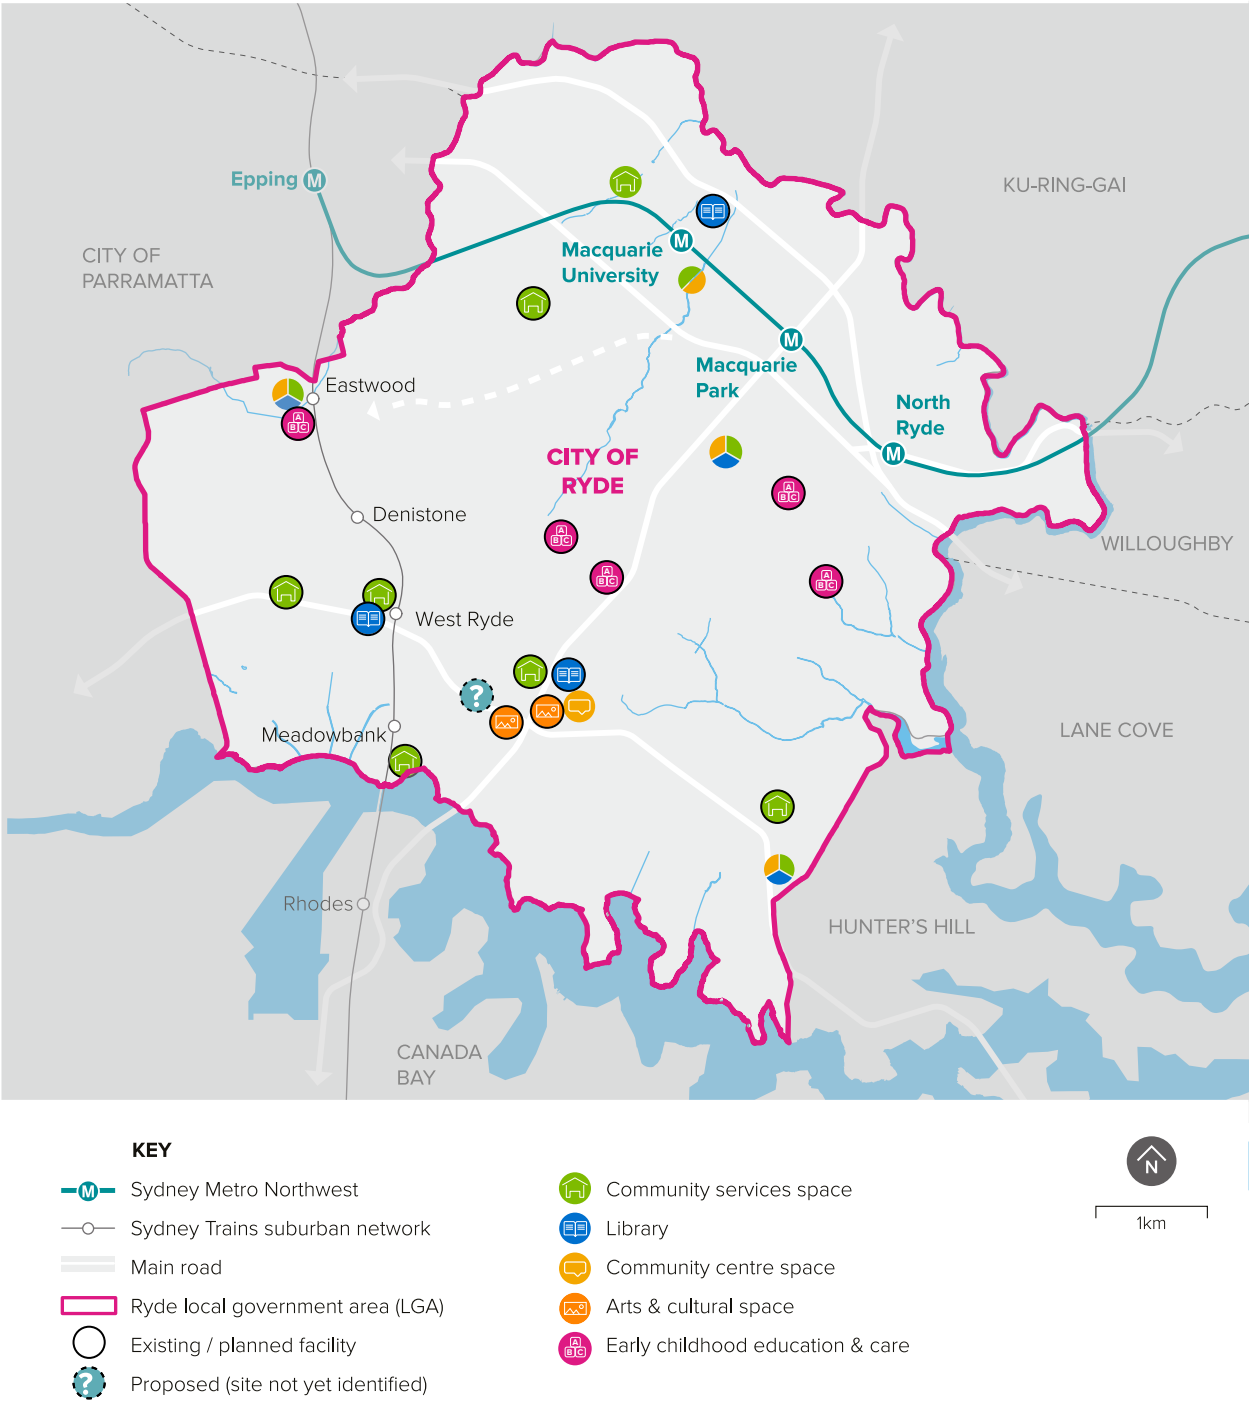 Epping M
KU-RING-GAI
CITY OF
PARRAMATTA
Macquarie
University
M
M
Macquarie
Park
Eastwood
North
Ryde
M
A
B C
CITY OF
RYDE
A
B C
Denistone
A
B C
A
B C
A
B C
WILLOUGHBY
West Ryde
?
LANE COVE
Meadowbank
Rhodes
HUNTER'S HILL
CANADA
BAY
KEY
M Sydney Metro Northwest
Sydney Trains suburban network
Main road
Ryde local government area (LGA)
Existing / planned facility
? Proposed (site not yet identified)
Community services space
Library
Community centre space
Arts & cultural space
A
B C
Early childhood education & care
N
1km